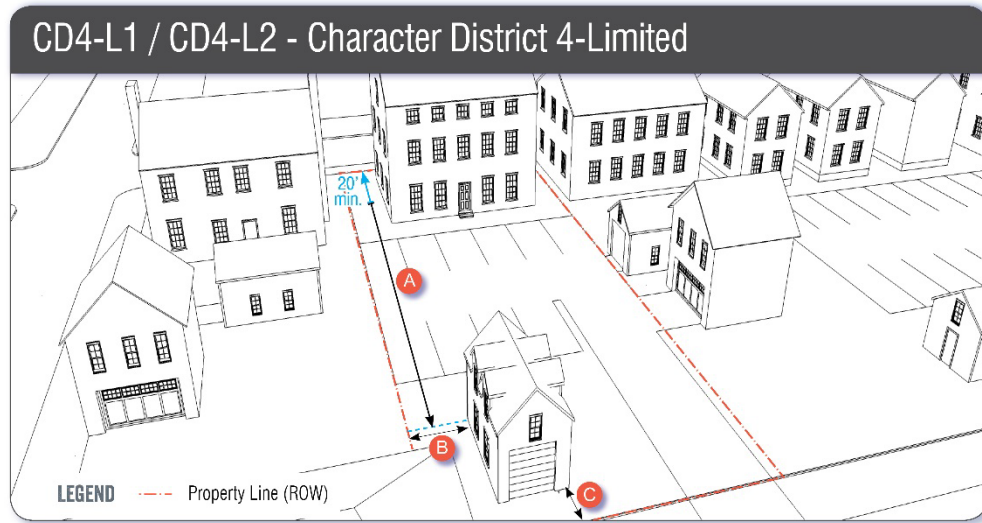 CD4-L1 / CD4-L2 - Character District 4-Limited
20'
min.
A
B
C
LEGEND Property Line (ROW)